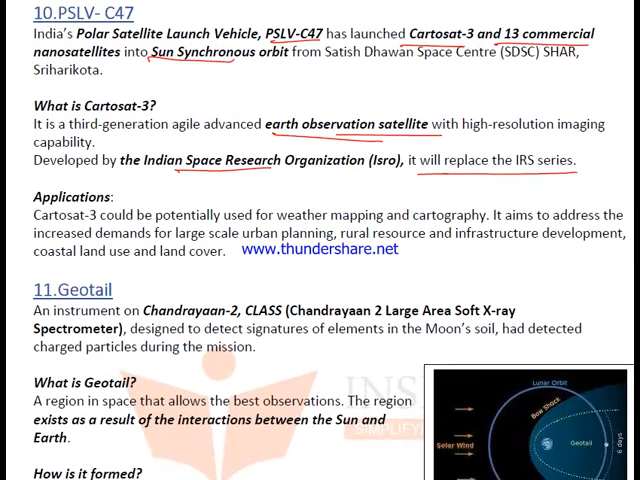 10.PSLV- C47
India's Polar Satellite Launch Vehicle, PSLV-C47 has launched Cartosat-3 and 13 commercial
nanosatellites into Sun Synchronous orbit from Satish Dhawan Space Centre (SDSC) SHAR,
Sriharikota.
What is Cartosat-3?
It is a third-generation agile advanced earth observation satellite with high-resolution imaging
capability.
Developed by the Indian Space Research Organization (Isro), it will replace the IRS series.
Applications:
Cartosat-3 could be potentially used for weather mapping and cartography. It aims to address the
increased demands for large scale urban planning, rural resource and infrastructure development,
coastal land use and land cover.
www.thundershare.net
11.Geotail
An instrument on Chandrayaan-2, CLASS (Chandrayaan 2 Large Area Soft X-ray
Spectrometer), designed to detect signatures of elements in the Moon's soil, had detected
charged particles during the mission.
What is Geotail?
A region in space that allows the best observations. The region
exists as a result of the interactions between the Sun and
Earth.
How is it formed?
Lunar Orbit
Bow Shock
Solar Wind
Geotail
6 days